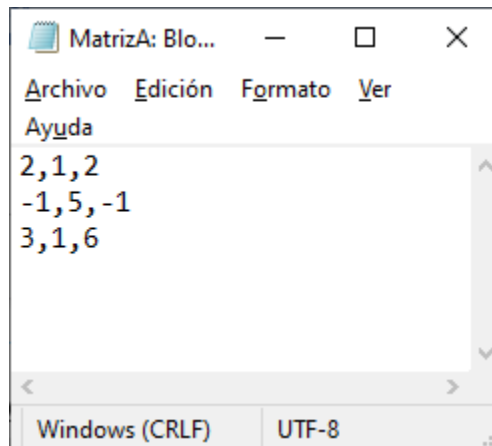 MatrizA: Blo...
Archivo Edición Formato Ver
Ayuda
2,1,2
-1,5,-1
3,1,6
Windows (CRLF) UTF-8